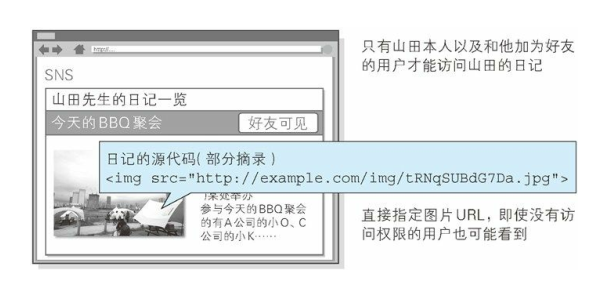 http://...
只有山田本人以及和他加为好友
的用户才能访问山田的日记
SNS
山田先生的日记一览
今天的BBQ聚会
好友可见
日记的源代码(部分摘录)
<img src="http://example.com/img/tRNqSUBdG7Da.jpg">
某处举办
参与今天的BBQ聚会
的有A公司的小O、C
公司的小K……
直接指定图片URL，即使没有访
问权限的用户也可能看到